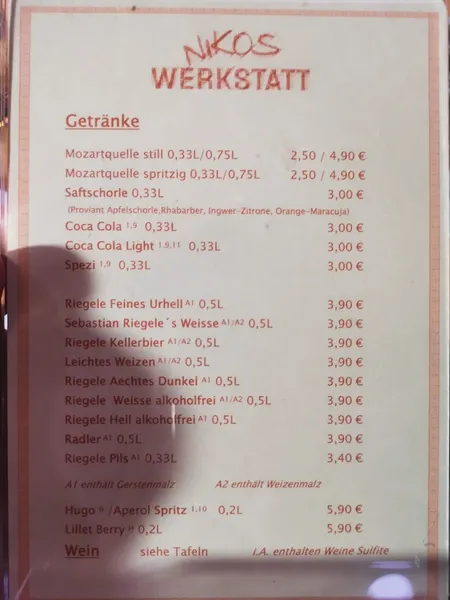 NIKOS
WERKSTATT
Getränke
Mozartquelle still 0,33L/0,75L 2,50 / 4,90 €
Mozartquelle spritzig 0,33L/0,75L 2,50 / 4,90 €
Saftschorle 0,33L 3,00 €
(Proviant Apfelschorle,Rhabarber, Ingwer-Zitrone, Orange-Maracuja)
Coca Cola 1,9 0,33L 3,00 €
Coca Cola Light 1,9,11 0,33L 3,00 €
Spezi 1,9 0,33L 3,00 €
Riegele Feines Urhell A1 0,5L 3,90 €
Sebastian Riegele´s Weisse A1/A2 0,5L 3,90 €
Riegele Kellerbier A1/A2 0,5L 3,90 €
Leichtes Weizen A1/A2 0,5L 3,90 €
Riegele Aechtes Dunkel A1 0,5L 3,90 €
Riegele Weisse alkoholfrei A1/A2 0,5L 3,90 €
Riegele Hell alkoholfrei A1 0,5L 3,90 €
Radler A1 0,5L 3,90 €
Riegele Pils A1 0,33L 3,40 €
A1 enthält Gerstenmalz A2 enthält Weizenmalz
Hugo /Aperol Spritz 1,10 0,2L 5,90 €
Lillet Berry 0,2L 5,90 €
Wein siehe Tafeln i.A. enthalten Weine Sulfite